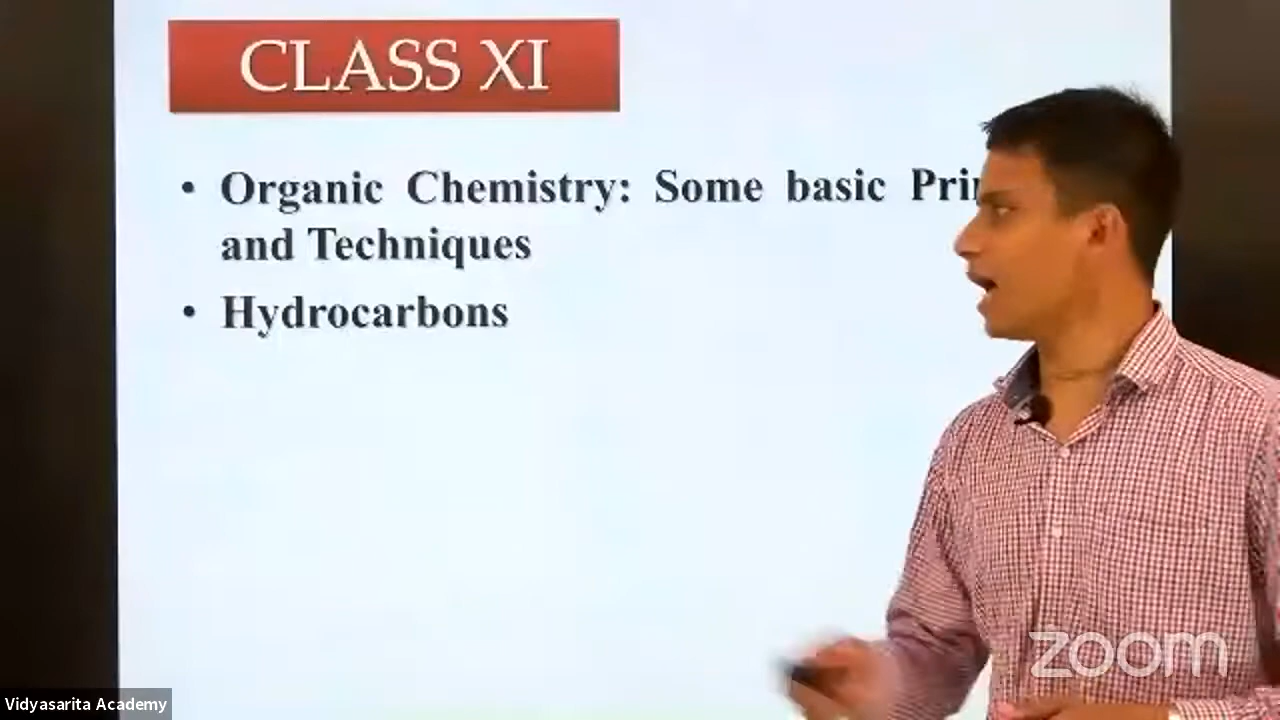 CLASS XI
• Organic Chemistry: Some basic
and Techniques
• Hydrocarbons
zoom
Vidyasarita Academy